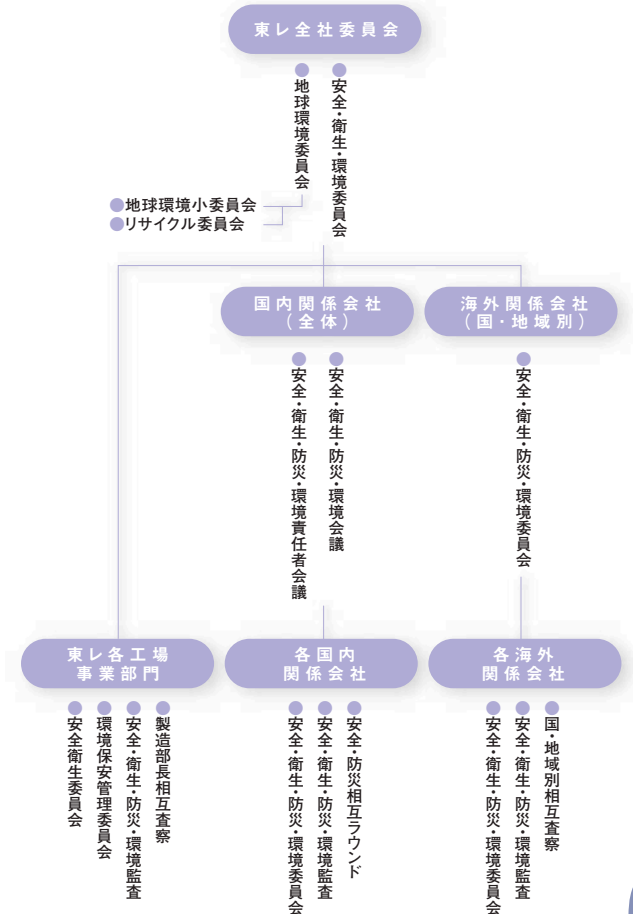 東レ全社委員会
●安全・衛生・環境委員会
●地球環境委員会
●地球環境小委員会
●リサイクル委員会
国内関係会社
（全体）
●安全・衛生・防災・環境会議
●安全・衛生・防災・環境責任者会議
海外関係会社
（国・地域別）
●安全・衛生・防災・環境委員会
東レ各工場
事業部門
●製造部長相互査察
●安全・衛生・防災・環境監査
●環境保安管理委員会
●安全衛生委員会
各国内
関係会社
●安全・防災相互ラウンド
●安全・衛生・防災・環境監査
●安全・衛生・防災・環境委員会
各海外
関係会社
●国・地域別相互査察
●安全・衛生・防災・環境監査
●安全・衛生・防災・環境委員会